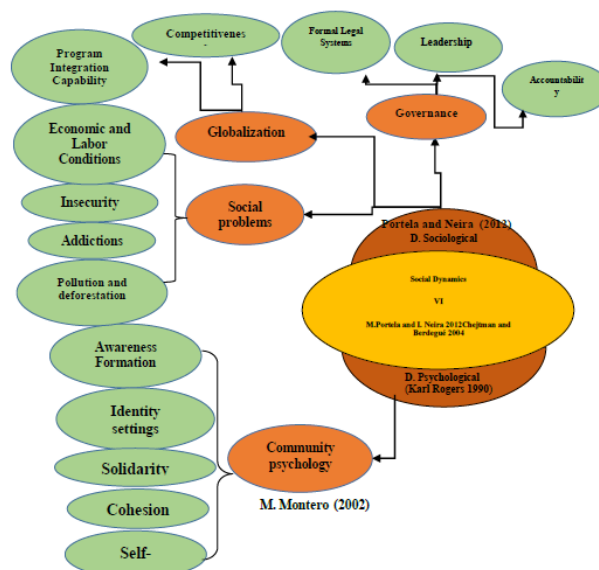 Program
Integration
Capability
Competitivenes
Formal Legal
Systems
Leadership
Accountabilit
y
Economic and
Labor
Conditions
Globalization
Governance
Insecurity
Social
problems
Addictions
Pollution and
deforestation
Portela and Neira (2012)
D. Sociological
Social Dynamics
VI
M.Portela and I. Neira 2012Chejtman and
Berdegué 2004
D. Psychological
(Karl Rogers 1990)
Awareness
Formation
Identity
settings
Solidarity
Cohesion
Self-
Community
psychology
M. Montero (2002)